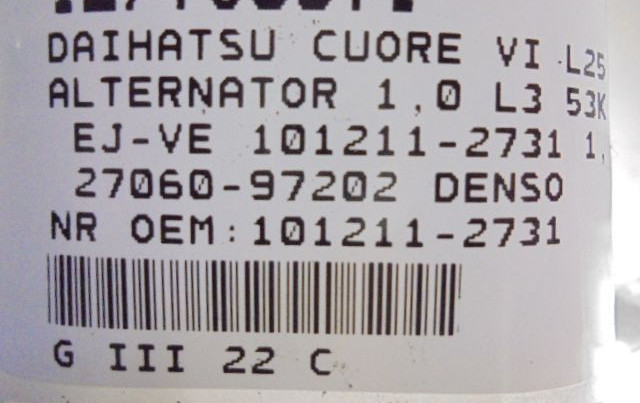 DAIHATSU CUORE VI L25
ALTERNATOR 1,0 L3 53K
EJ-VE 101211-2731 1,
27060-97202 DENSO
NR OEM:101211-2731
G III 22 C